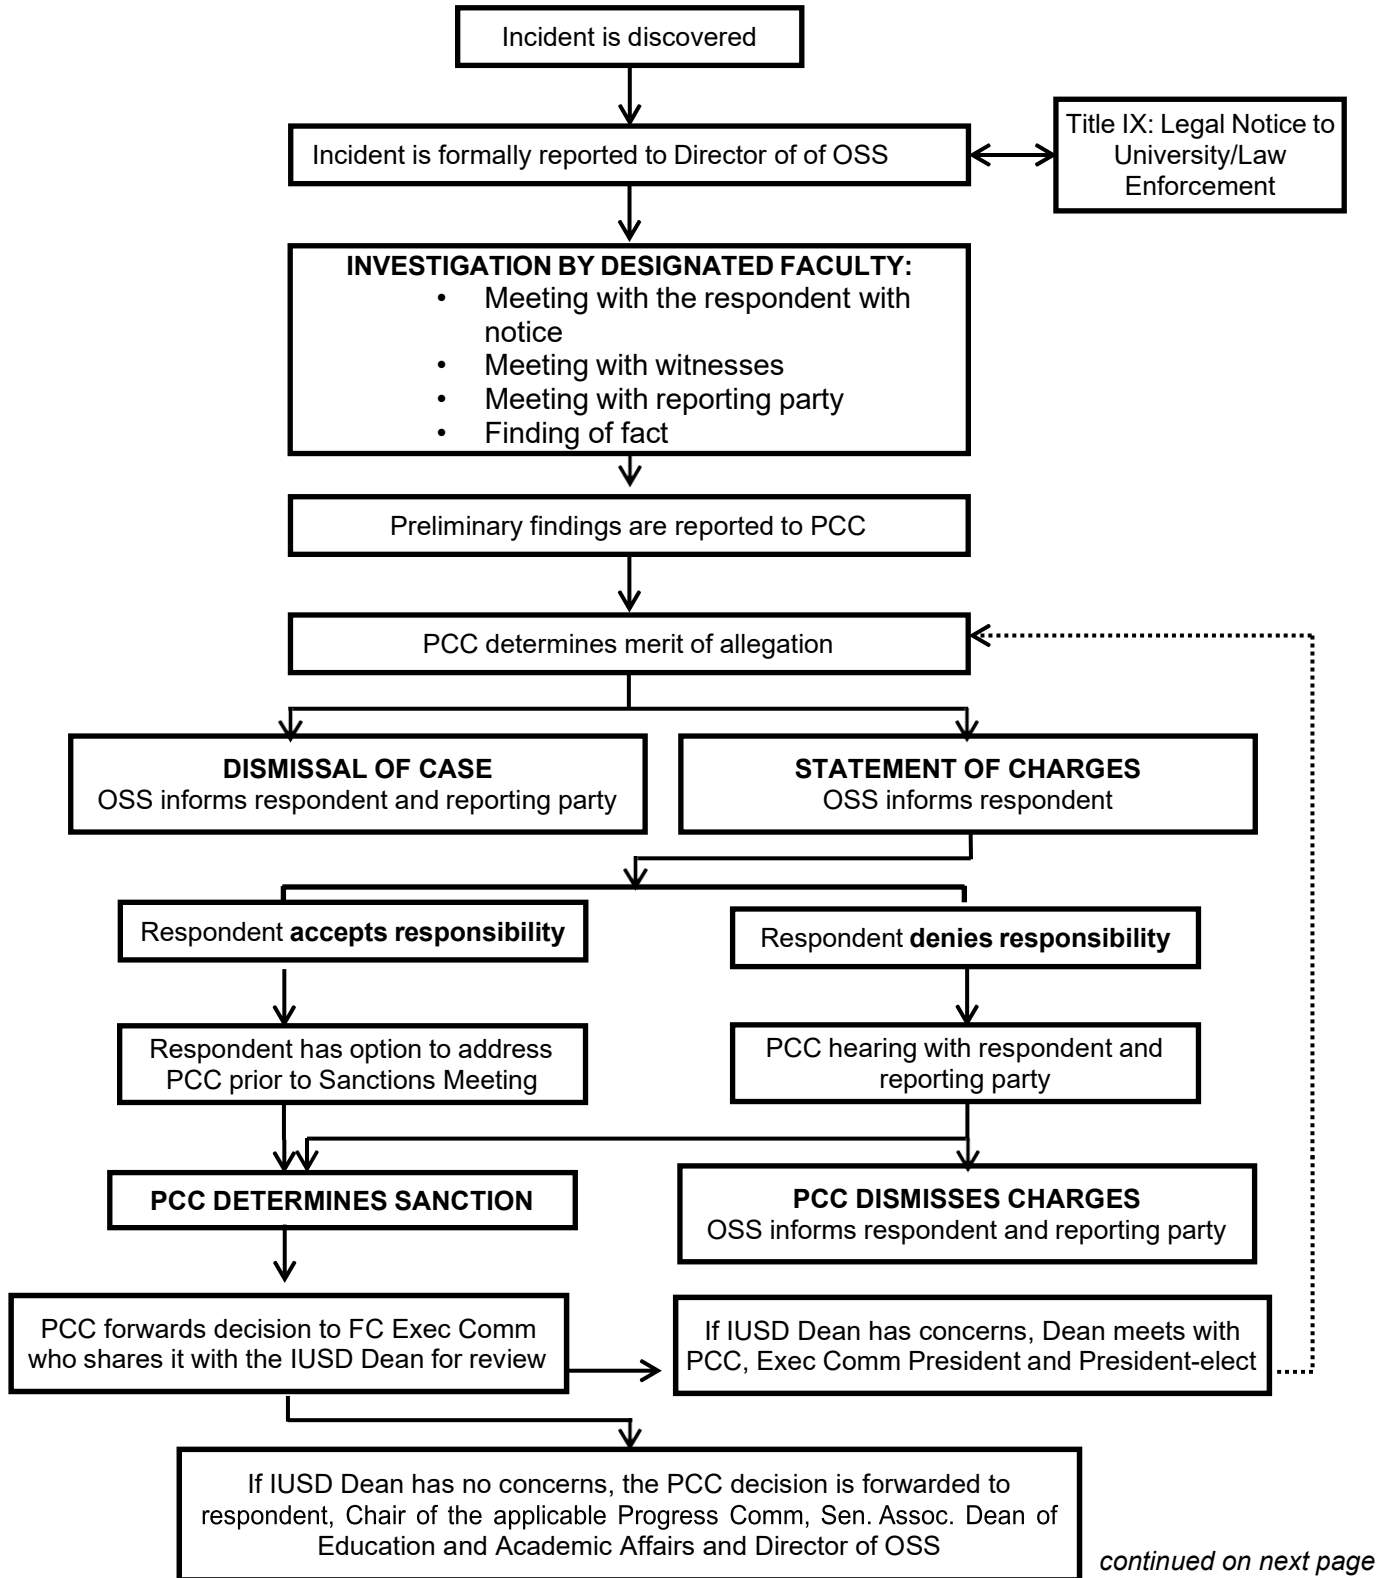 Incident is discovered
Incident is formally reported to Director of of OSS
Title IX: Legal Notice to
University/Law
Enforcement
INVESTIGATION BY DESIGNATED FACULTY:
• Meeting with the respondent with
notice
• Meeting with witnesses
• Meeting with reporting party
• Finding of fact
Preliminary findings are reported to PCC
PCC determines merit of allegation
DISMISSAL OF CASE
OSS informs respondent and reporting party
STATEMENT OF CHARGES
OSS informs respondent
Respondent accepts responsibility
Respondent denies responsibility
Respondent has option to address
PCC prior to Sanctions Meeting
PCC hearing with respondent and
reporting party
PCC DETERMINES SANCTION
PCC DISMISSES CHARGES
OSS informs respondent and reporting party
PCC forwards decision to FC Exec Comm
who shares it with the IUSD Dean for review
If IUSD Dean has concerns, Dean meets with
PCC, Exec Comm President and President-elect
If IUSD Dean has no concerns, the PCC decision is forwarded to
respondent, Chair of the applicable Progress Comm, Sen. Assoc. Dean of
Education and Academic Affairs and Director of OSS
continued on next page